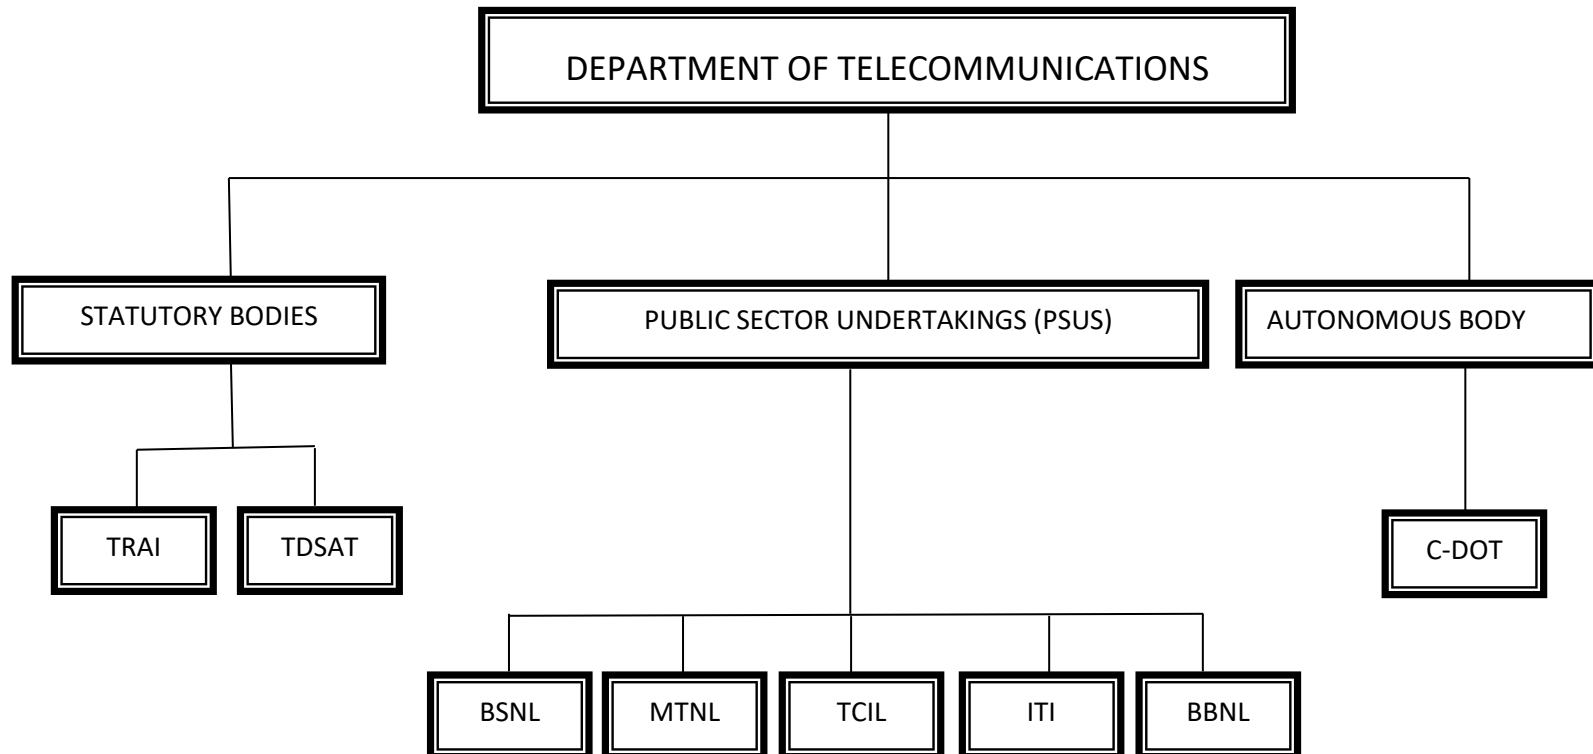 DEPARTMENT OF TELECOMMUNICATIONS
STATUTORY BODIES
PUBLIC SECTOR UNDERTAKINGS (PSUS)
AUTONOMOUS BODY
TRAI
TDSAT
C-DOT
BSNL
MTNL
TCIL
ITI
BBNL